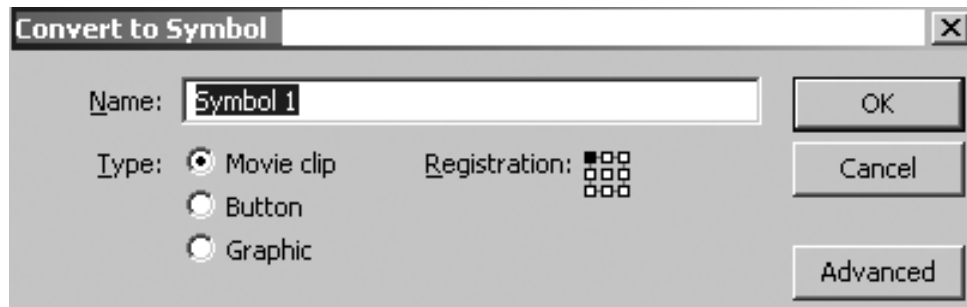 Convert to Symbol
Name: Symbol 1 OK
Type: Movie clip Registration: Cancel
Button
Graphic
Advanced